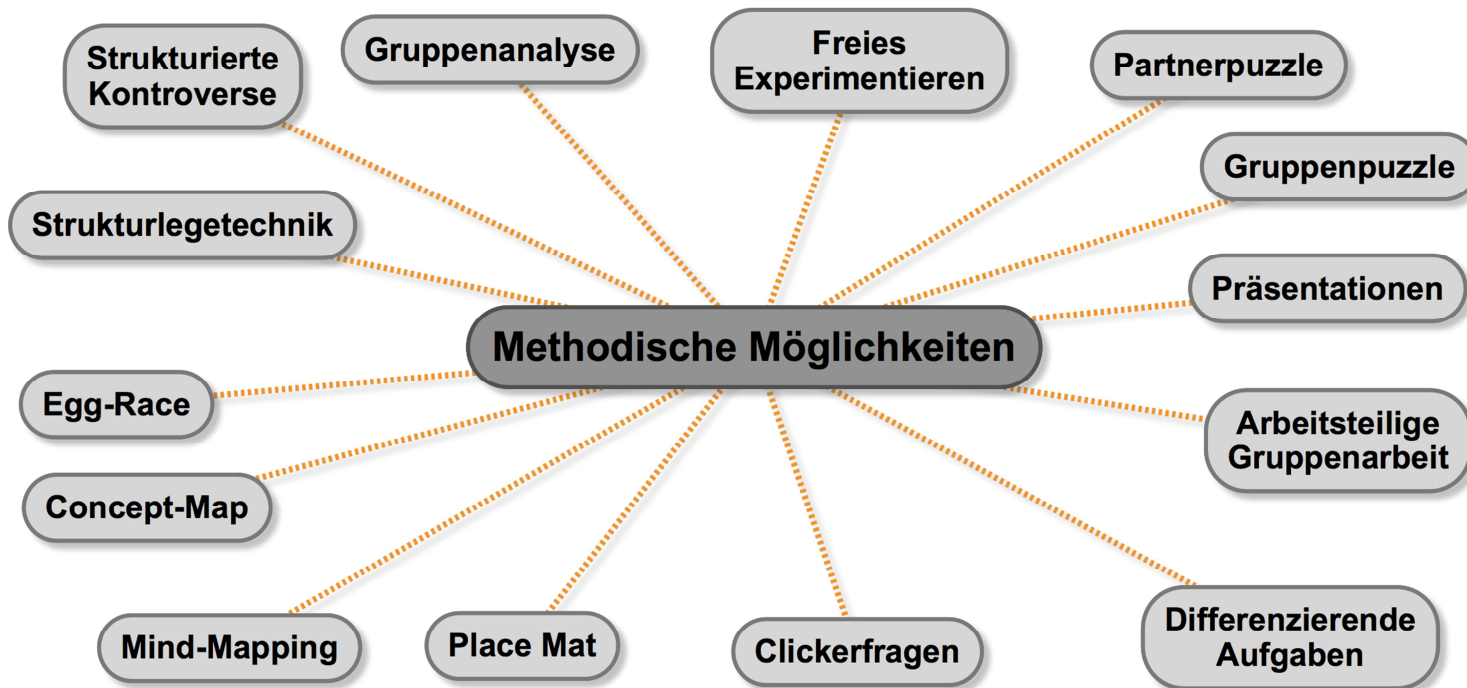 Strukturierte
Kontroverse
Gruppenanalyse
Freies
Experimentieren
Partnerpuzzle
Gruppenpuzzle
Strukturlegetechnik
Präsentationen
Methodische Möglichkeiten
Egg-Race
Arbeitsteilige
Gruppenarbeit
Concept-Map
Mind-Mapping
Place Mat
Clickerfragen
Differenzierende
Aufgaben